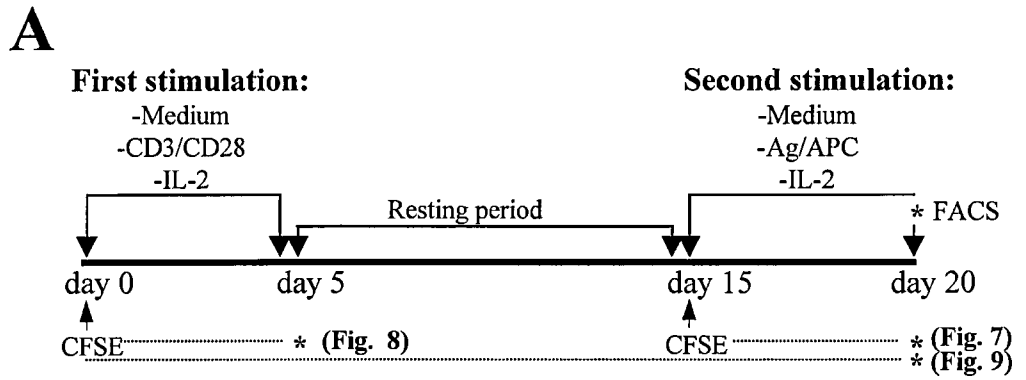 A
First stimulation:
-Medium
-CD3/CD28
-IL-2
Second stimulation:
-Medium
-Ag/APC
-IL-2
Resting period
* FACS
day 0
day 5
day 15
day 20
CFSE
* (Fig. 8)
CFSE
* (Fig. 7)
* (Fig. 9)